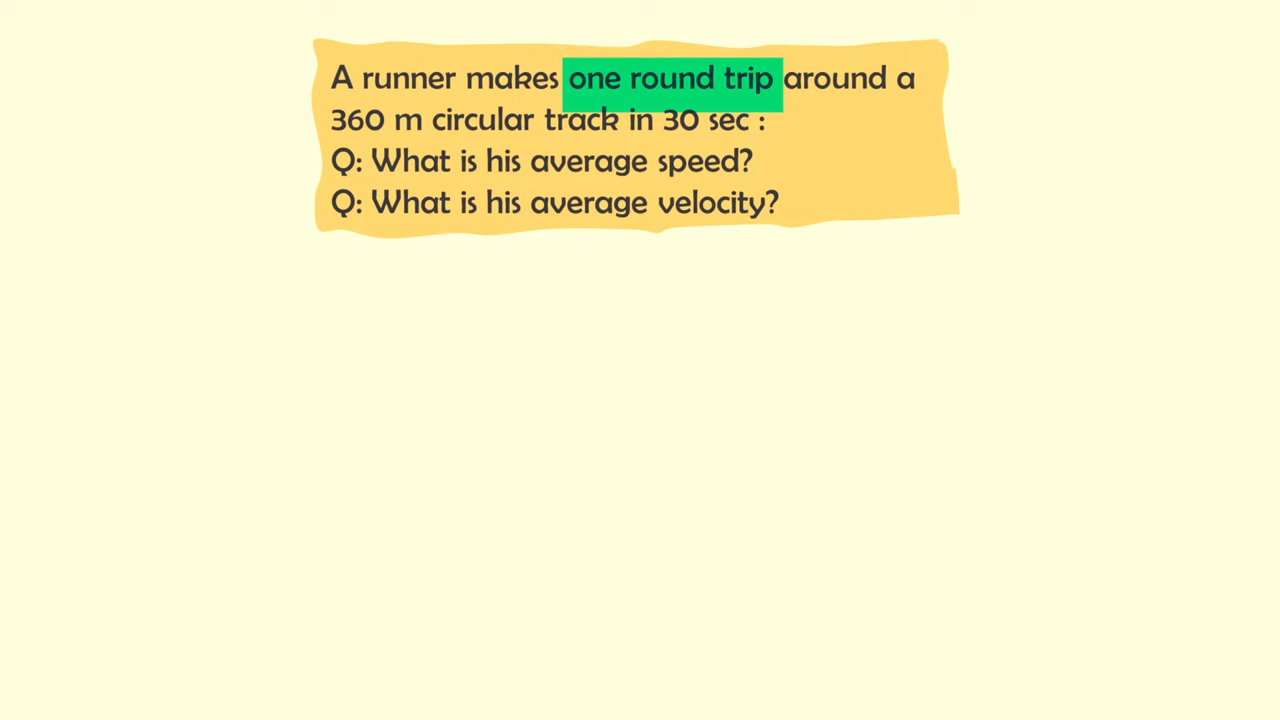 A runner makes one round trip around a
360 m circular track in 30 sec :
Q: What is his average speed?
Q: What is his average velocity?